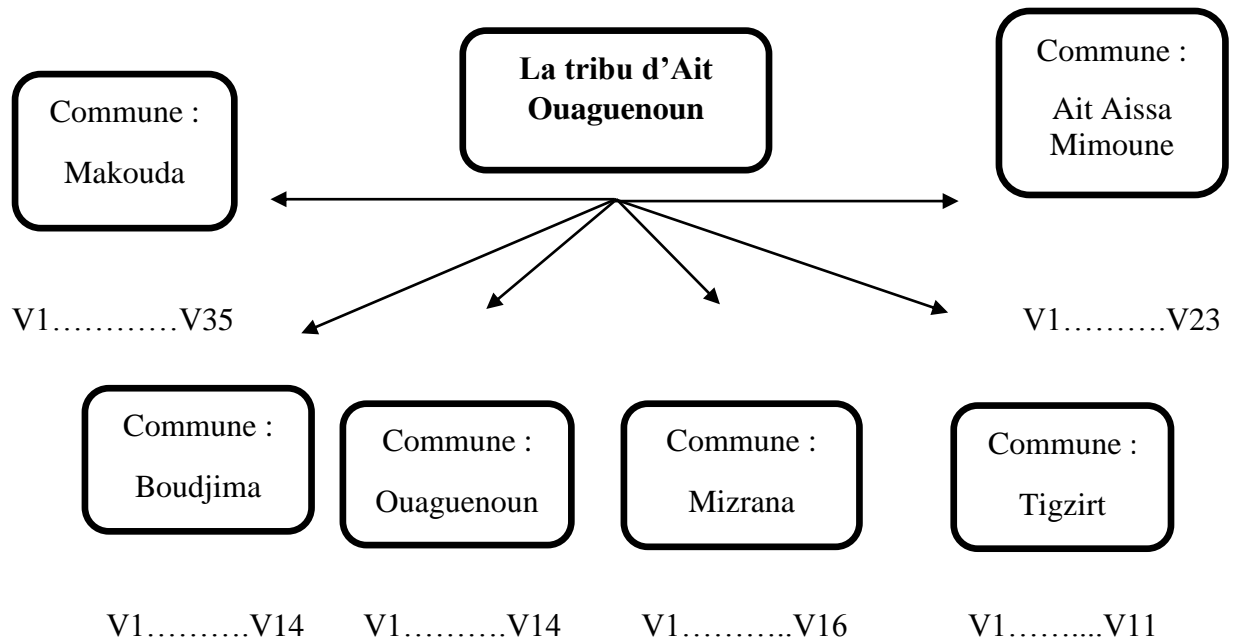 La tribu d’Ait
Ouaguenoun
Commune :
Makouda
Commune :
Ait Aissa
Mimoune
V1…………V35
V1……….V23
Commune :
Boudjima
Commune :
Ouaguenoun
Commune :
Mizrana
Commune :
Tigzirt
V1……….V14
V1……….V14
V1………..V16
V1……....V11